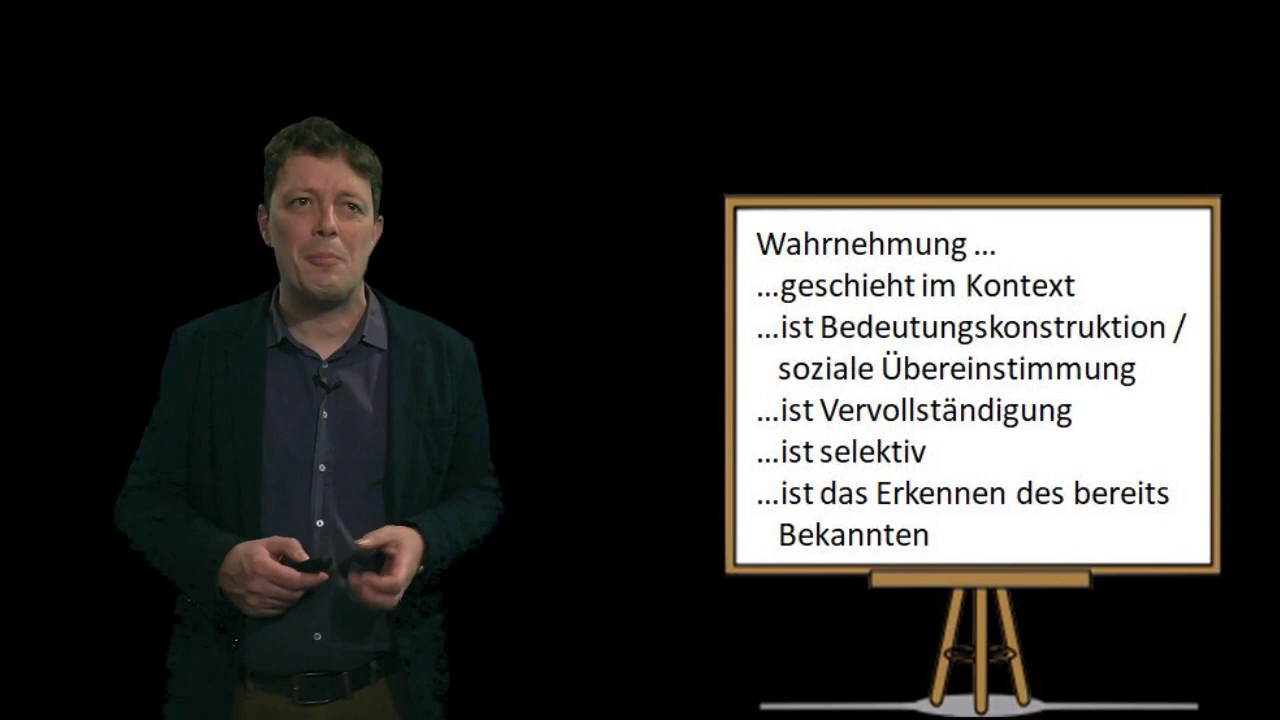 Wahrnehmung ...
...geschieht im Kontext
...ist Bedeutungskonstruktion /
soziale Übereinstimmung
...ist Vervollständigung
...ist selektiv
...ist das Erkennen des bereits
Bekannten